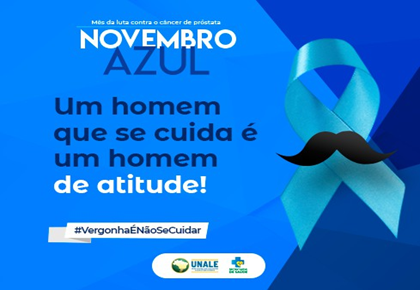 Mês da luta contra o câncer de próstata
NOVEMBRO
AZUL
Um homem
que se cuida é
um homem
de atitude!
#VergonhaÉNãoSeCuidar
UNALE